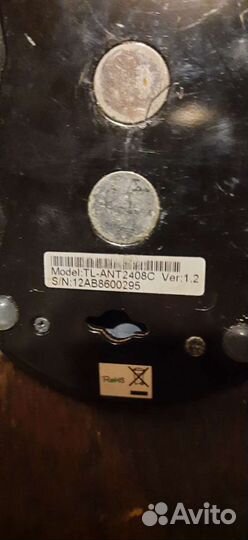 Model:TL-ANT2408C Ver:1.2
S/N:12AB8600295
RoHS
Avito